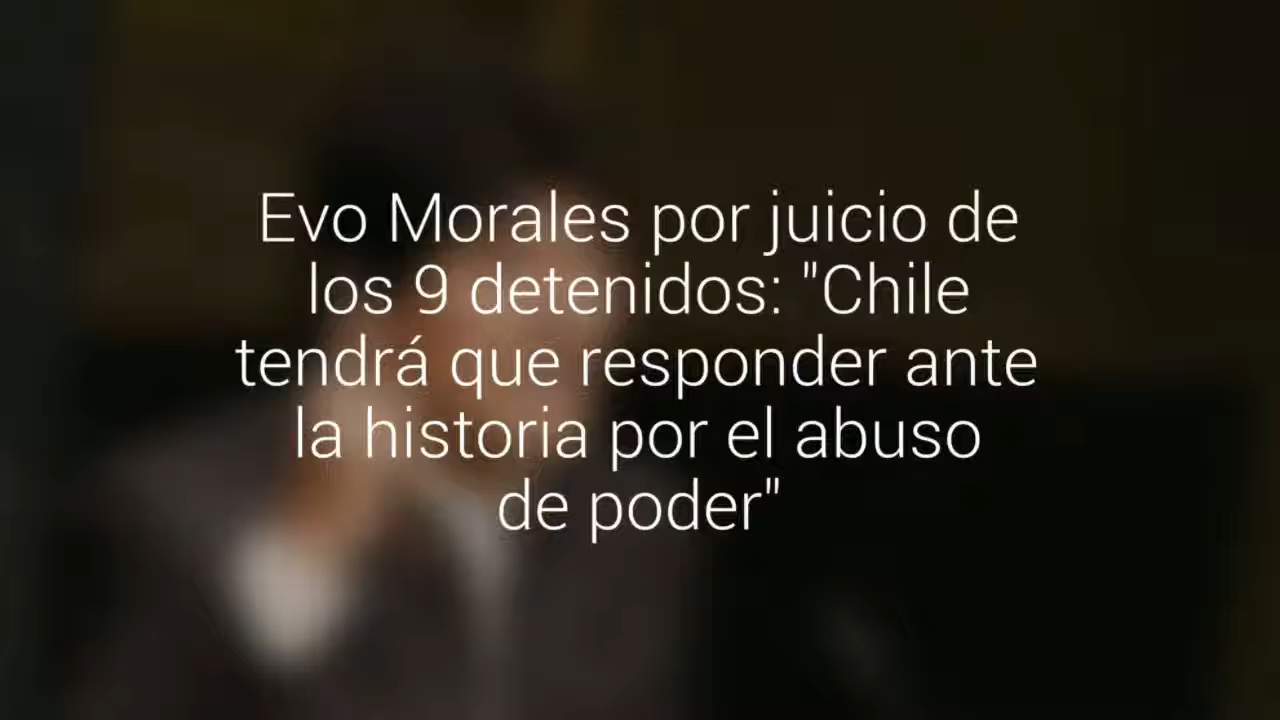 Evo Morales por juicio de
los 9 detenidos: "Chile
tendrá que responder ante
la historia por el abuso
de poder"